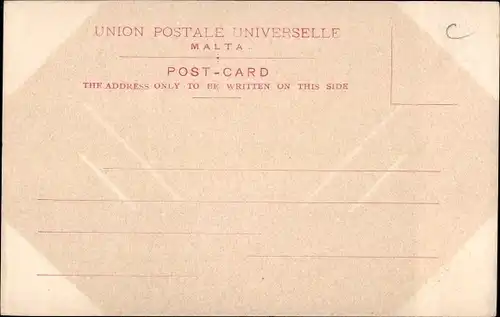 UNION POSTALE UNIVERSELLE
MALTA
POST-CARD
THE ADDRESS ONLY TO BE WRITTEN ON THIS SIDE
C